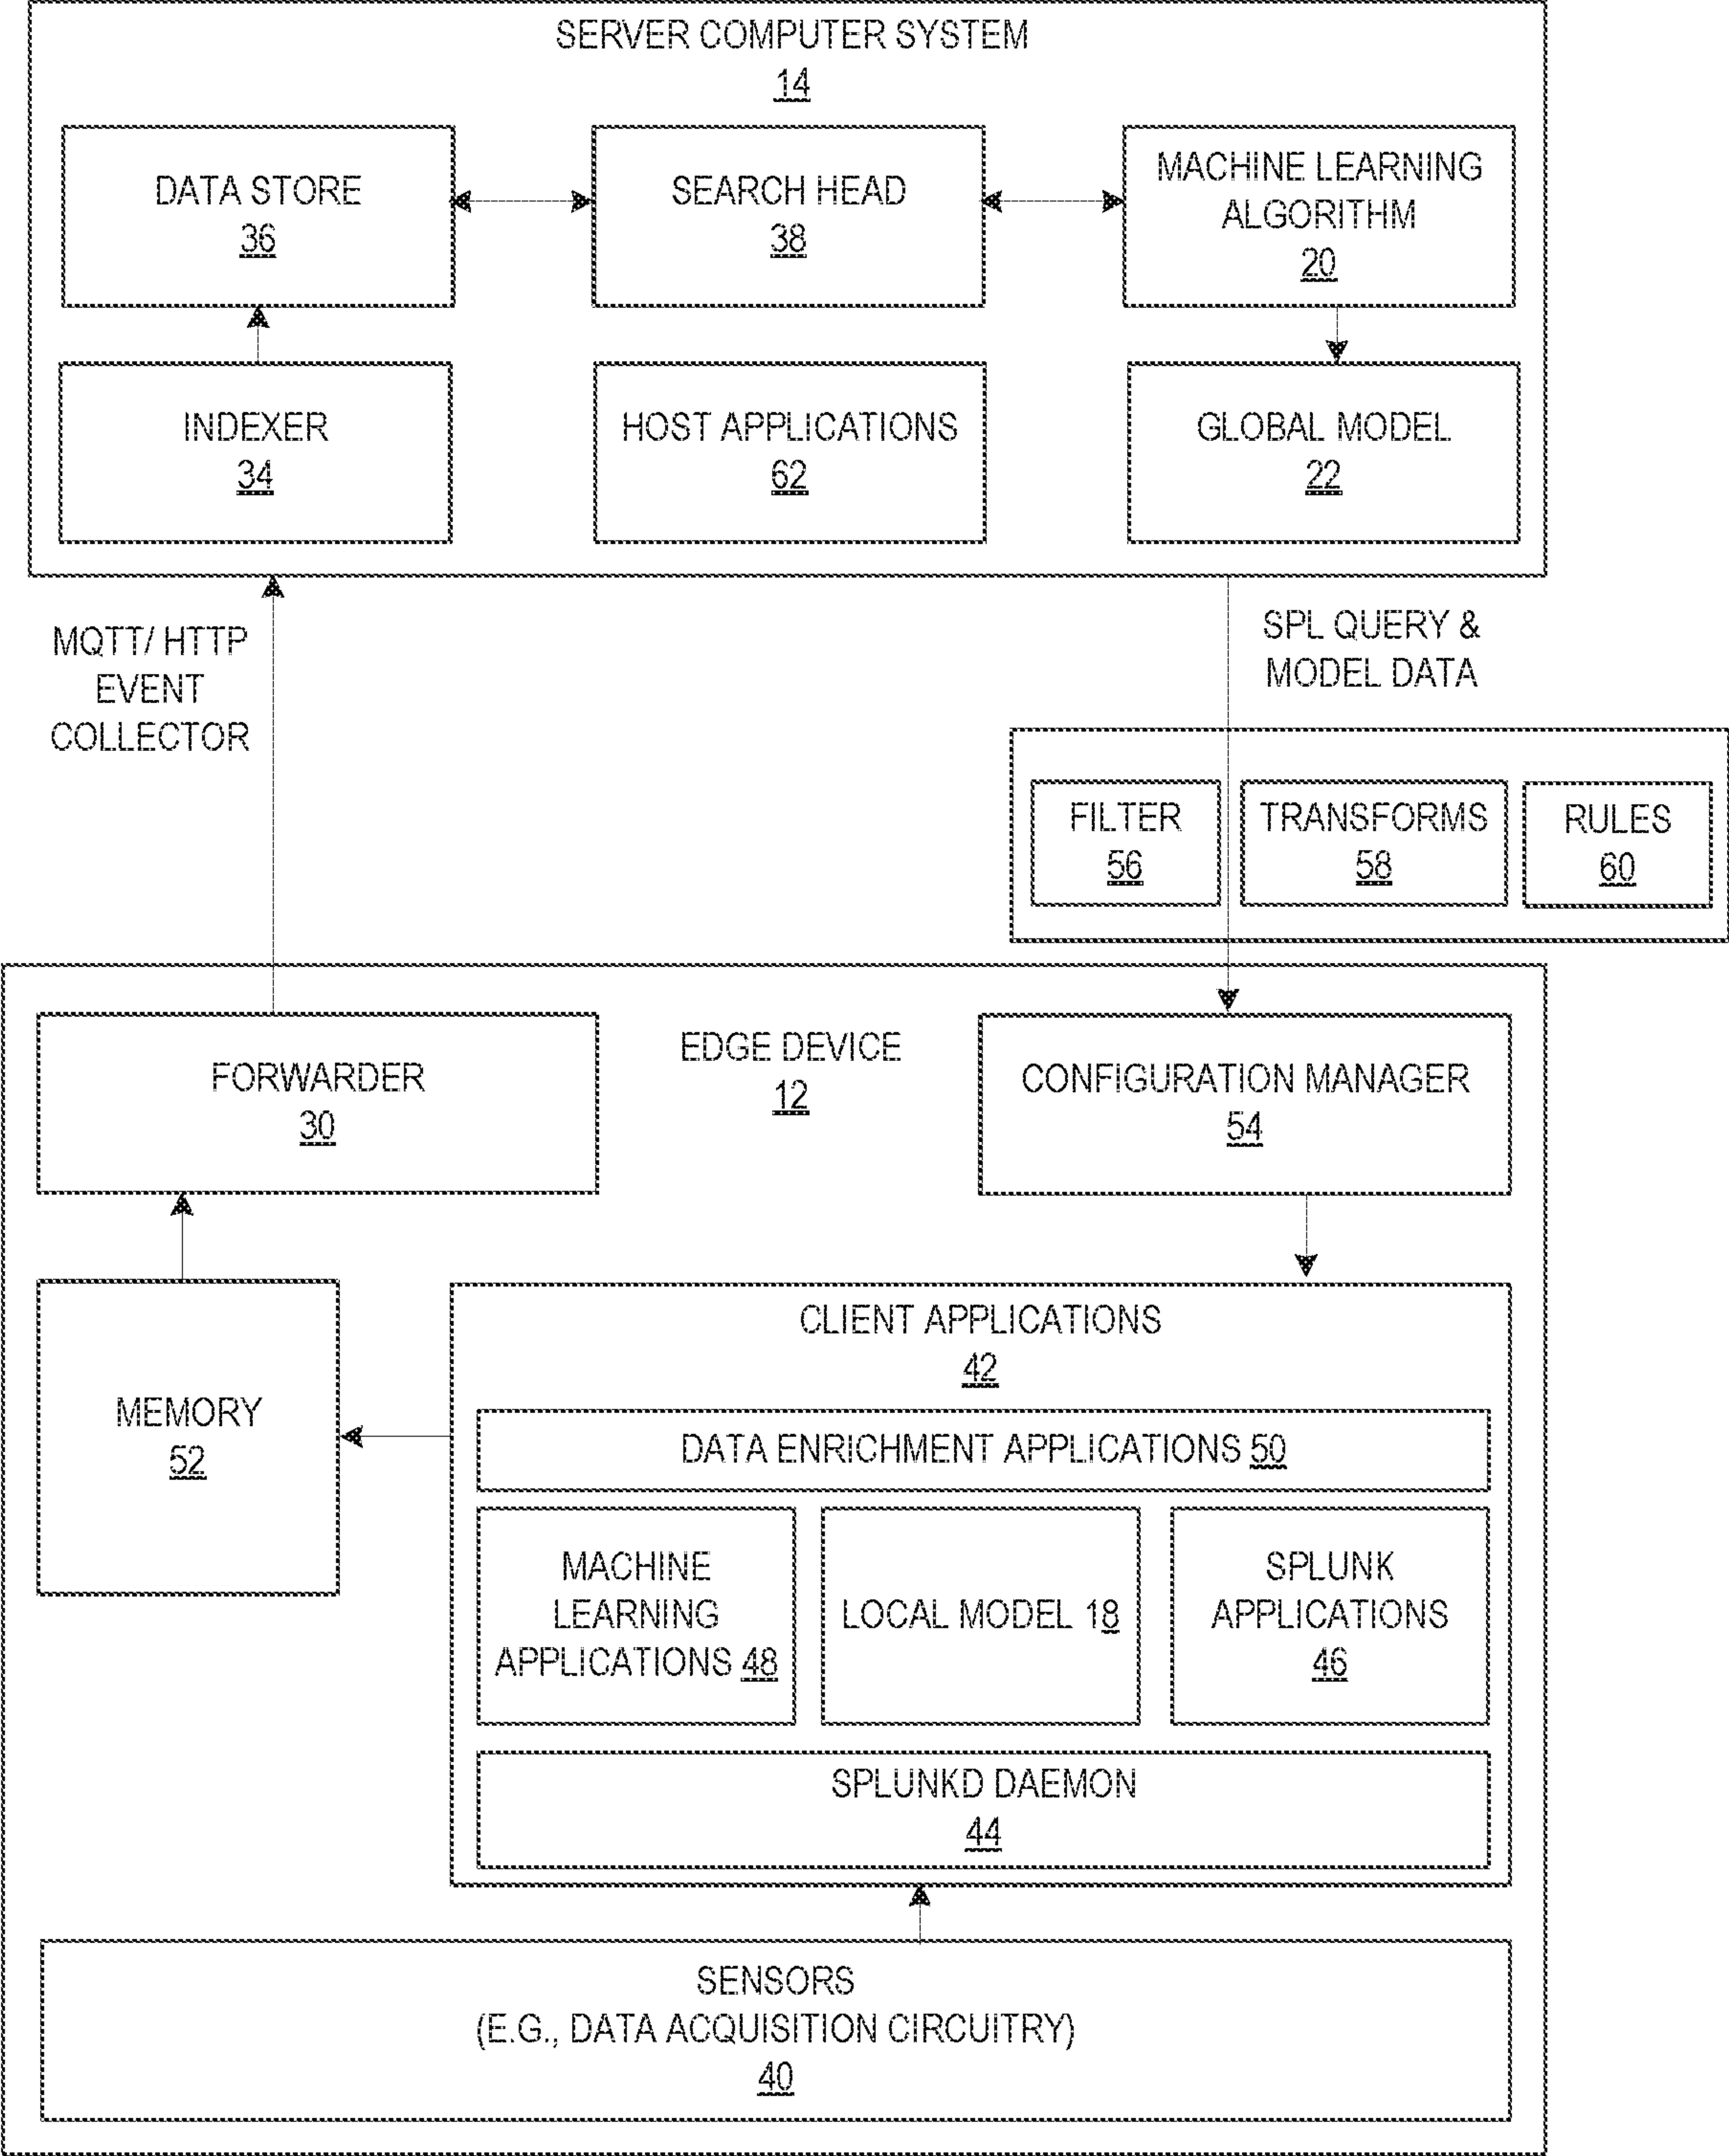 SERVER COMPUTER SYSTEM
14
DATA STORE
36
SEARCH HEAD
38
MACHINE LEARNING
ALGORITHM
20
INDEXER
34
HOST APPLICATIONS
62
GLOBAL MODEL
22
MQTT/ HTTP
EVENT
COLLECTOR
SPL QUERY &
MODEL DATA
FILTER
56
TRANSFORMS
58
RULES
60
FORWARDER
30
EDGE DEVICE
12
CONFIGURATION MANAGER
54
MEMORY
52
CLIENT APPLICATIONS
42
DATA ENRICHMENT APPLICATIONS 50
MACHINE
LEARNING
APPLICATIONS 48
LOCAL MODEL 18
SPLUNK
APPLICATIONS
46
SPLUNKD DAEMON
44
SENSORS
(E.G., DATA ACQUISITION CIRCUITRY)
40